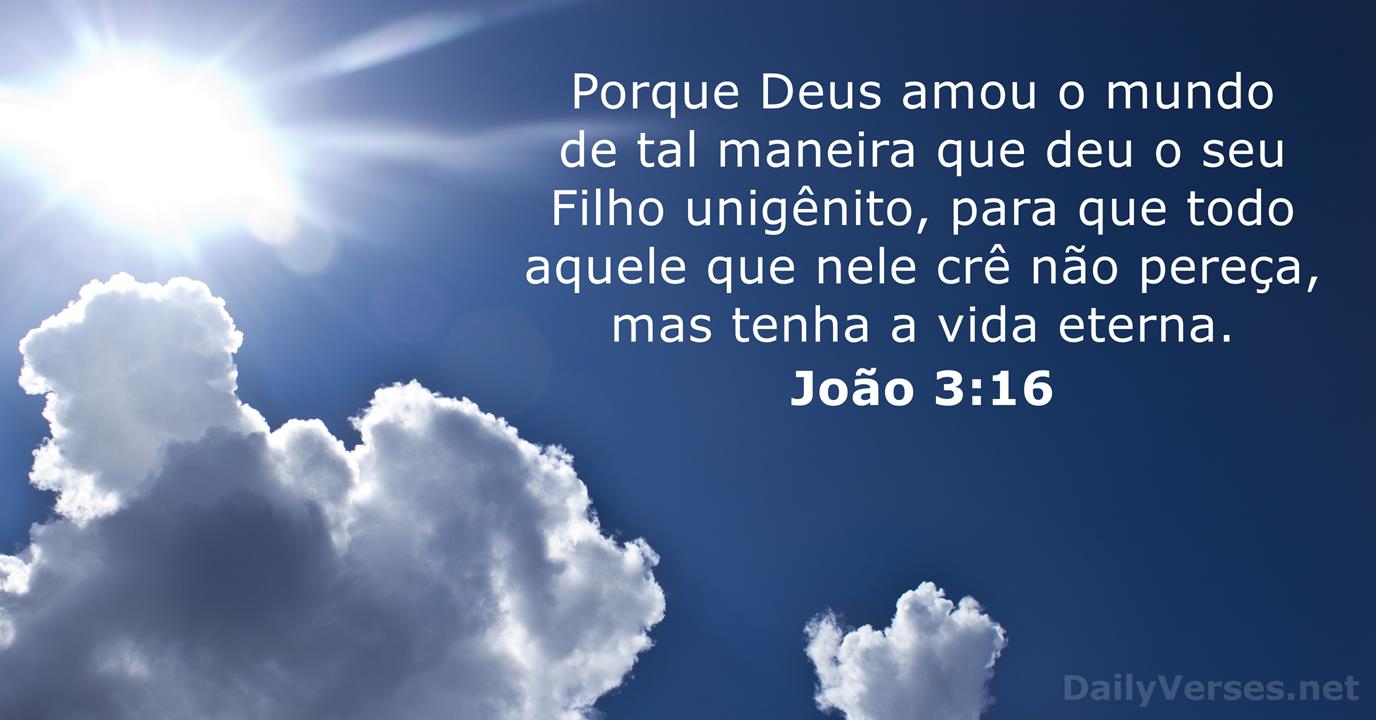 Porque Deus amou o mundo
de tal maneira que deu o seu
Filho unigênito, para que todo
aquele que nele crê não pereça,
mas tenha a vida eterna.
João 3:16
DailyVerses.net